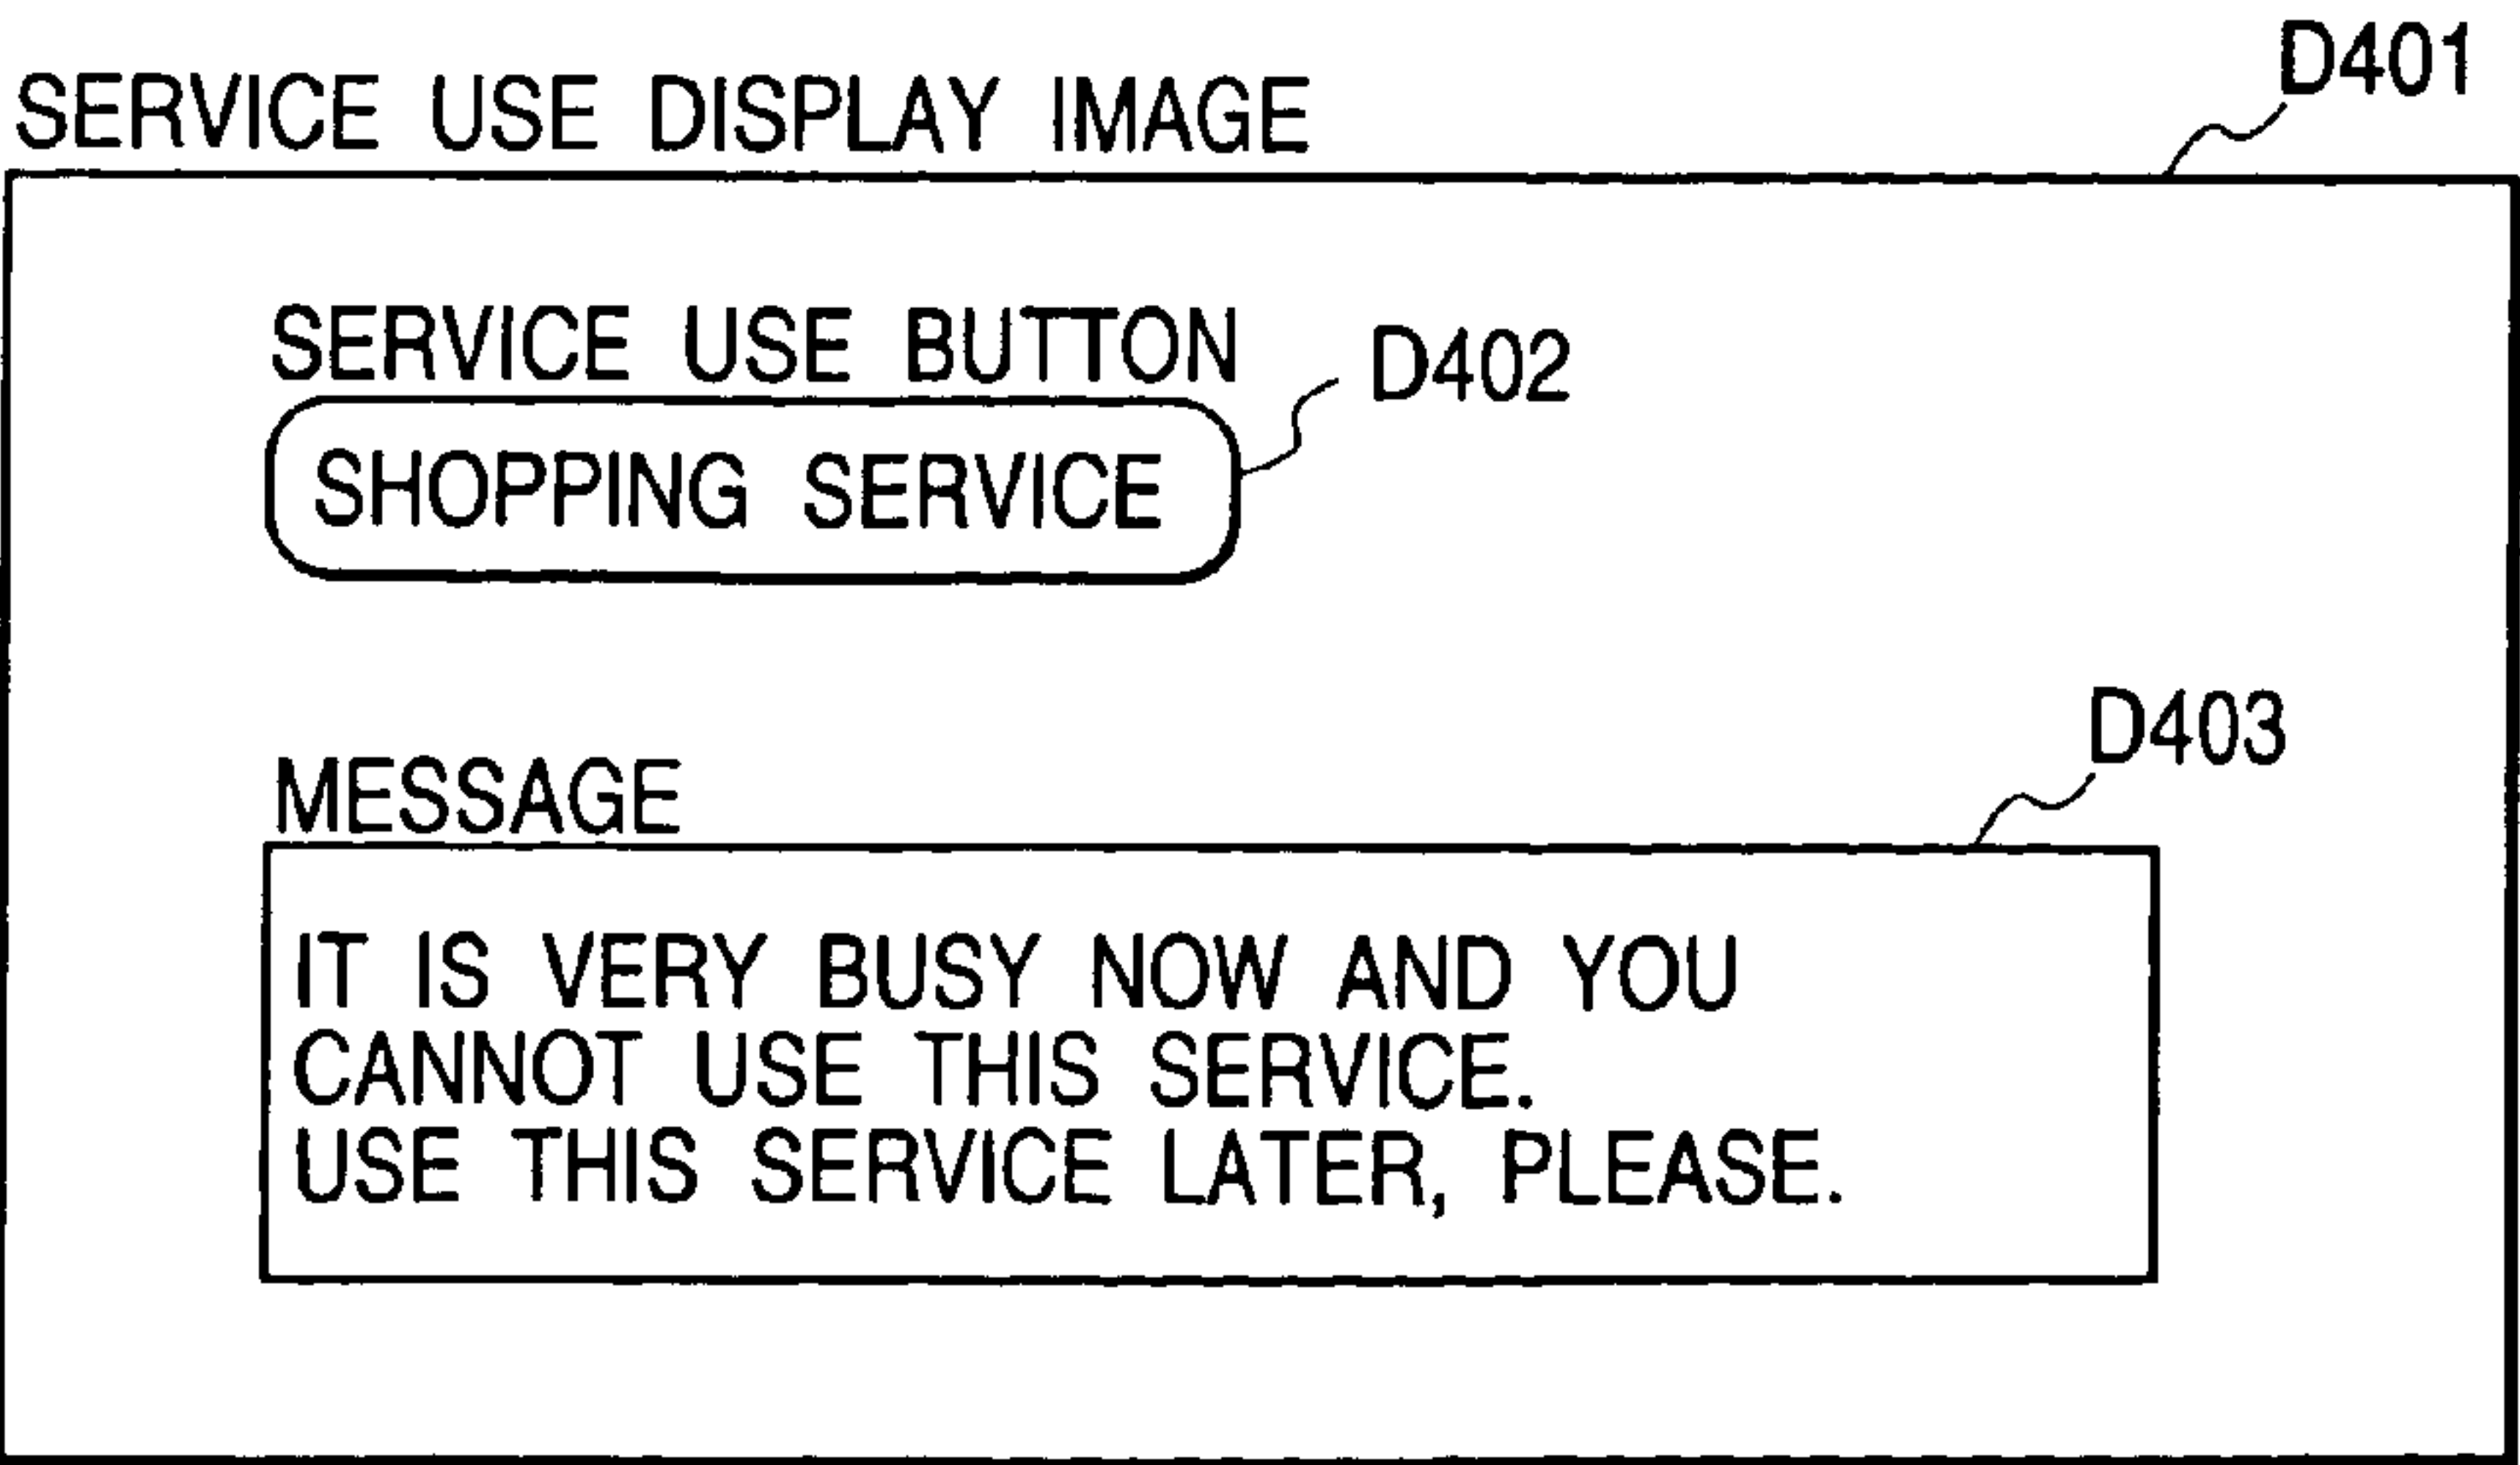 D401
SERVICE USE DISPLAY IMAGE
SERVICE USE BUTTON
D402
SHOPPING SERVICE
D403
MESSAGE
IT IS VERY BUSY NOW AND YOU
CANNOT USE THIS SERVICE.
USE THIS SERVICE LATER, PLEASE.